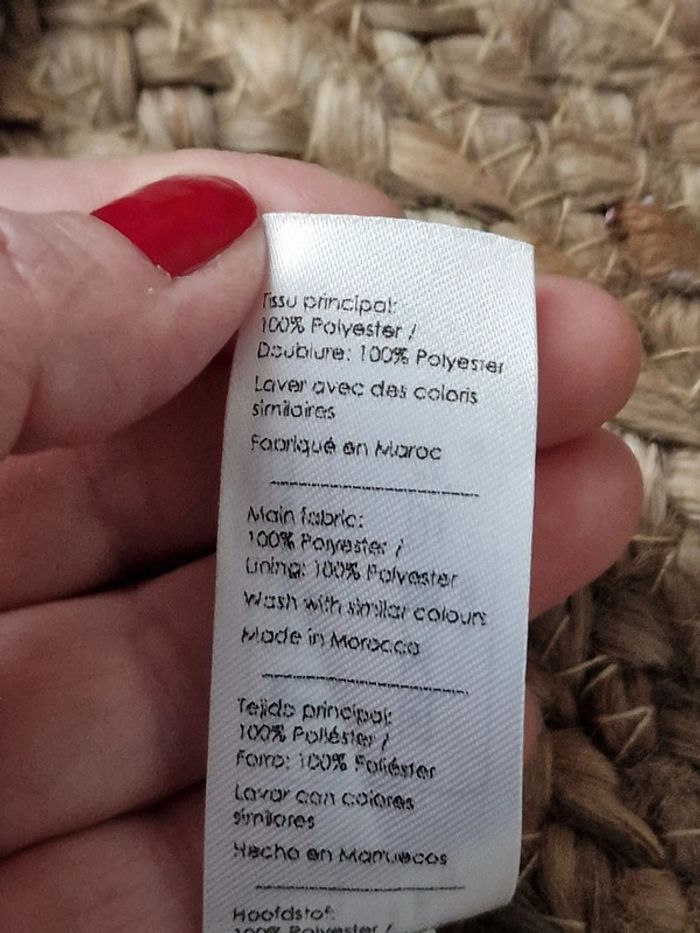 Tissu principal:
100% Polyester /
Doublure: 100% Polyester
Laver avec des coloris
similaires
Fabriqué en Maroc
Main fabric:
100% Polyester /
Lining: 100% Polyester
Wash with similar colours
Made in Morocco
Tejido principal:
100% Poliéster /
Forro: 100% Poliéster
Lavar con colores
similares
Hecho en Marruecos
Hoofdstof:
100% Polyester /